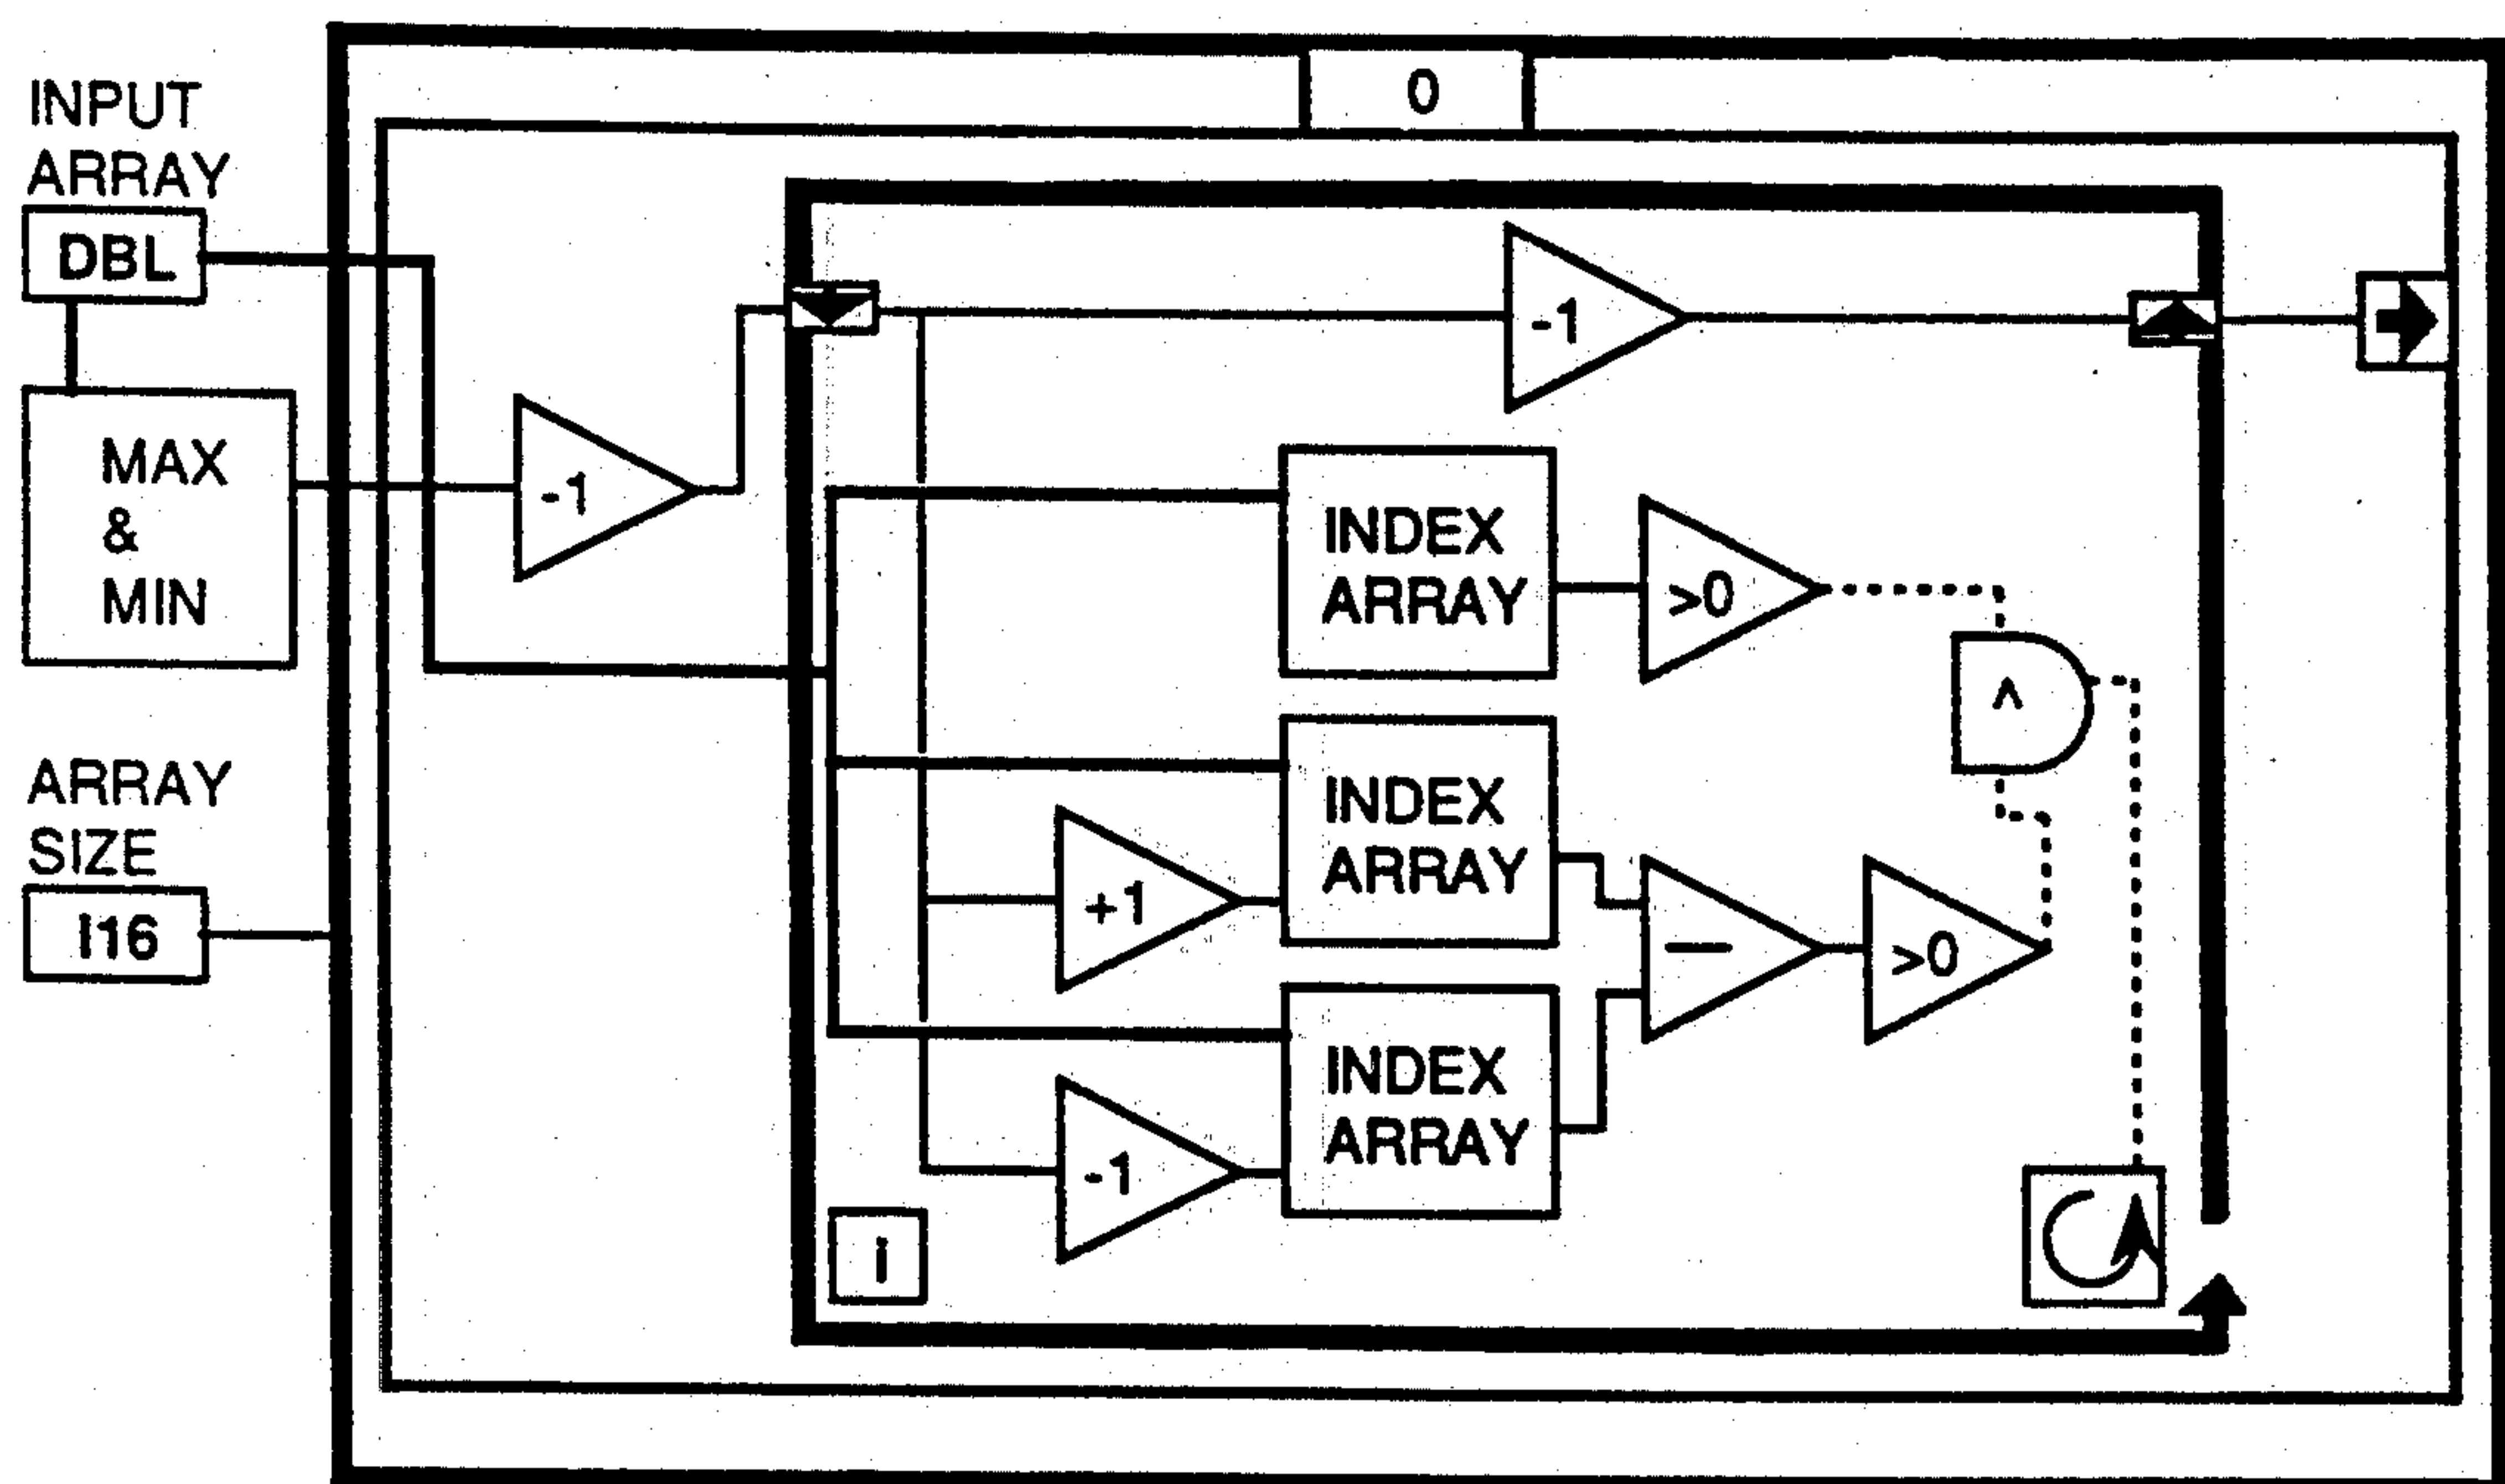 0
INPUT
ARRAY
DBL
MAX
&
MIN
ARRAY
SIZE
I16
-1
-1
INDEX
ARRAY
>0
^
INDEX
ARRAY
+1
—
>0
INDEX
ARRAY
-1
i